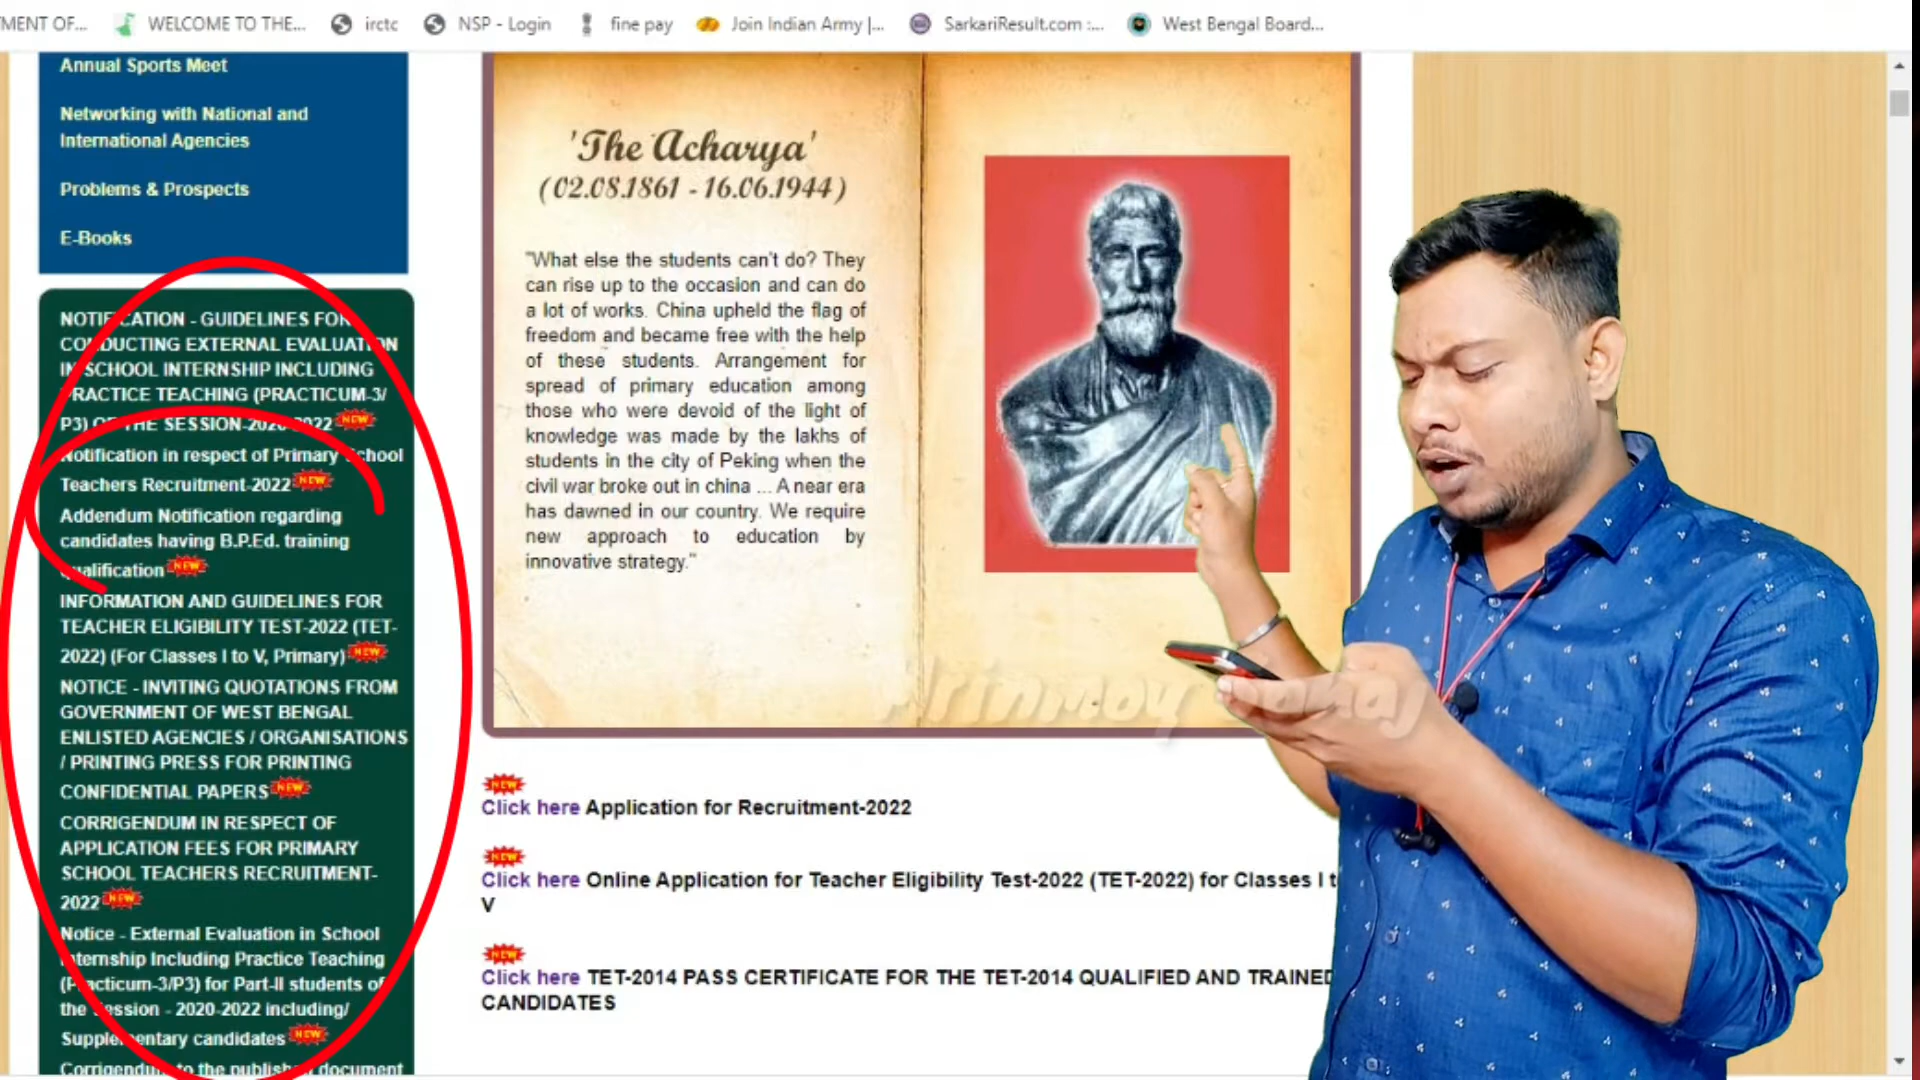 MENT OF...
WELCOME TO THE...
irctc
NSP - Login
fine pay
Join Indian Army |...
SarkariResult.com :...
West Bengal Board...
Annual Sports Meet
Networking with National and
International Agencies
Problems & Prospects
E-Books
NOTIFICATION - GUIDELINES FOR
CONDUCTING EXTERNAL EVALUATION
IN SCHOOL INTERNSHIP INCLUDING
PRACTICE TEACHING (PRACTICUM-3/
P3) OF THE SESSION-2020-2022 NEW
Notification in respect of Primary School
Teachers Recruitment-2022 NEW
Addendum Notification regarding
candidates having B.P.Ed. training
qualification NEW
INFORMATION AND GUIDELINES FOR
TEACHER ELIGIBILITY TEST-2022 (TET-
2022) (For Classes I to V, Primary) NEW
NOTICE - INVITING QUOTATIONS FROM
GOVERNMENT OF WEST BENGAL
ENLISTED AGENCIES / ORGANISATIONS
/ PRINTING PRESS FOR PRINTING
CONFIDENTIAL PAPERS NEW
CORRIGENDUM IN RESPECT OF
APPLICATION FEES FOR PRIMARY
SCHOOL TEACHERS RECRUITMENT-
2022 NEW
Notice - External Evaluation in School
Internship Including Practice Teaching
(Practicum-3/P3) for Part-II students of
the Session - 2020-2022 including/
Supplementary candidates NEW
Corrigendum to the published document
'The Acharya'
(02.08.1861 - 16.06.1944)
"What else the students can't do? They
can rise up to the occasion and can do
a lot of works. China upheld the flag of
freedom and became free with the help
of these students. Arrangement for
spread of primary education among
those who were devoid of the light of
knowledge was made by the lakhs of
students in the city of Peking when the
civil war broke out in china ... A near era
has dawned in our country. We require
new approach to education by
innovative strategy."
NEW
Click here Application for Recruitment-2022
NEW
Click here Online Application for Teacher Eligibility Test-2022 (TET-2022) for Classes I t
V
NEW
Click here TET-2014 PASS CERTIFICATE FOR THE TET-2014 QUALIFIED AND TRAINED
CANDIDATES